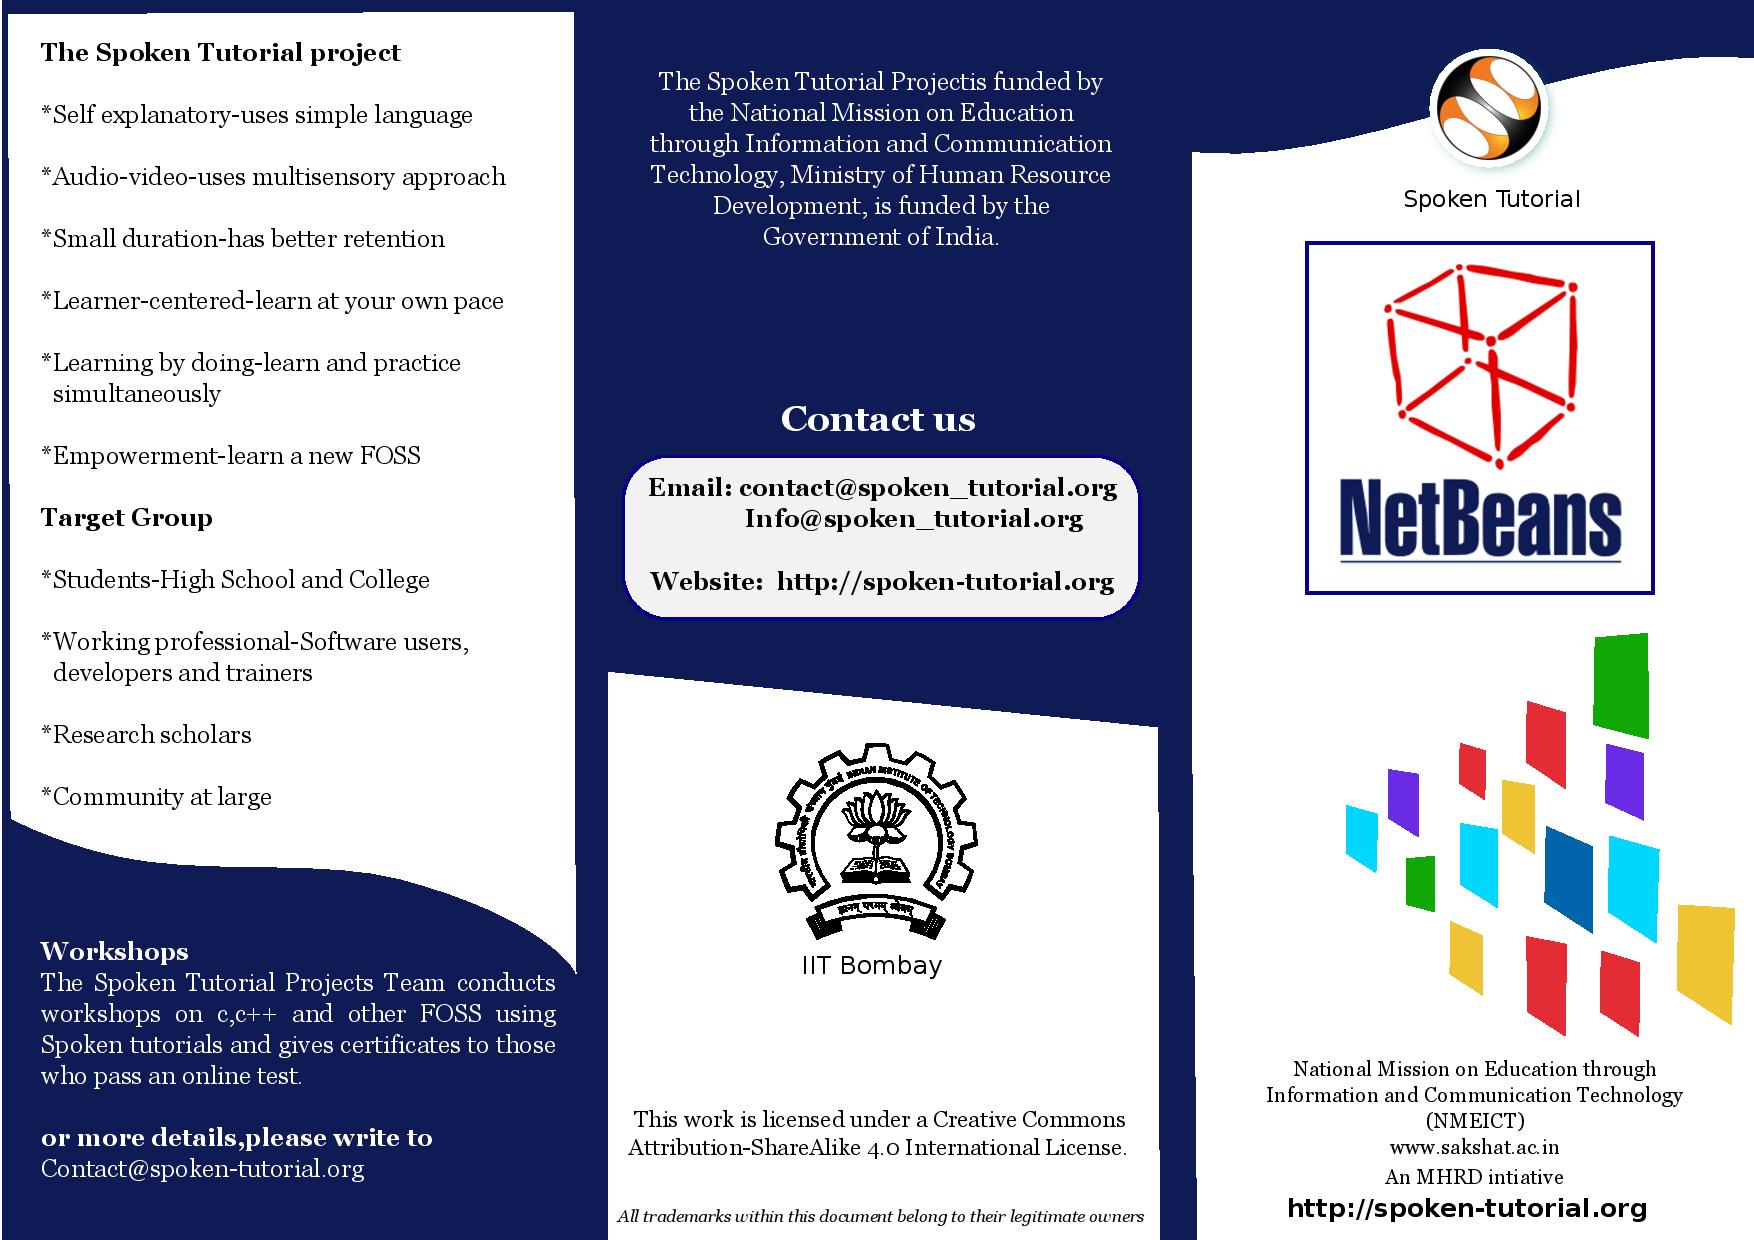 The Spoken Tutorial project
*Self explanatory-uses simple language
*Audio-video-uses multisensory approach
*Small duration-has better retention
*Learner-centered-learn at your own pace
*Learning by doing-learn and practice
simultaneously
*Empowerment-learn a new FOSS
Target Group
*Students-High School and College
*Working professional-Software users,
developers and trainers
*Research scholars
*Community at large
Workshops
The Spoken Tutorial Projects Team conducts
workshops on c,c++ and other FOSS using
Spoken tutorials and gives certificates to those
who pass an online test.
or more details,please write to
Contact@spoken-tutorial.org
The Spoken Tutorial Projectis funded by
the National Mission on Education
through Information and Communication
Technology, Ministry of Human Resource
Development, is funded by the
Government of India.
Contact us
Email: contact@spoken_tutorial.org
Info@spoken_tutorial.org
Website: http://spoken-tutorial.org
INDIAN INSTITUTE OF TECHNOLOGY BOMBAY
ज्ञानम् परमम् ध्येयम्
IIT Bombay
This work is licensed under a Creative Commons
Attribution-ShareAlike 4.0 International License.
All trademarks within this document belong to their legitimate owners
Spoken Tutorial
NetBeans
National Mission on Education through
Information and Communication Technology
(NMEICT)
www.sakshat.ac.in
An MHRD intiative
http://spoken-tutorial.org